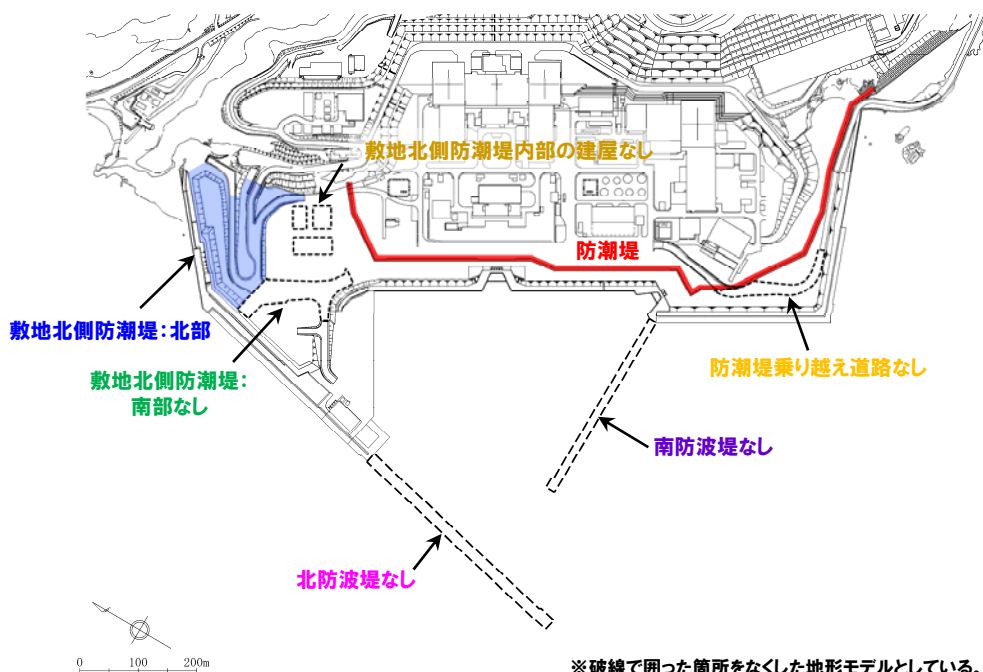 敷地北側防潮堤内部の建屋なし
防潮堤
敷地北側防潮堤：北部
敷地北側防潮堤：
南部なし
防潮堤乗り越え道路なし
南防波堤なし
北防波堤なし
0 100 200m
※破線で囲った箇所をなくした地形モデルとしている。